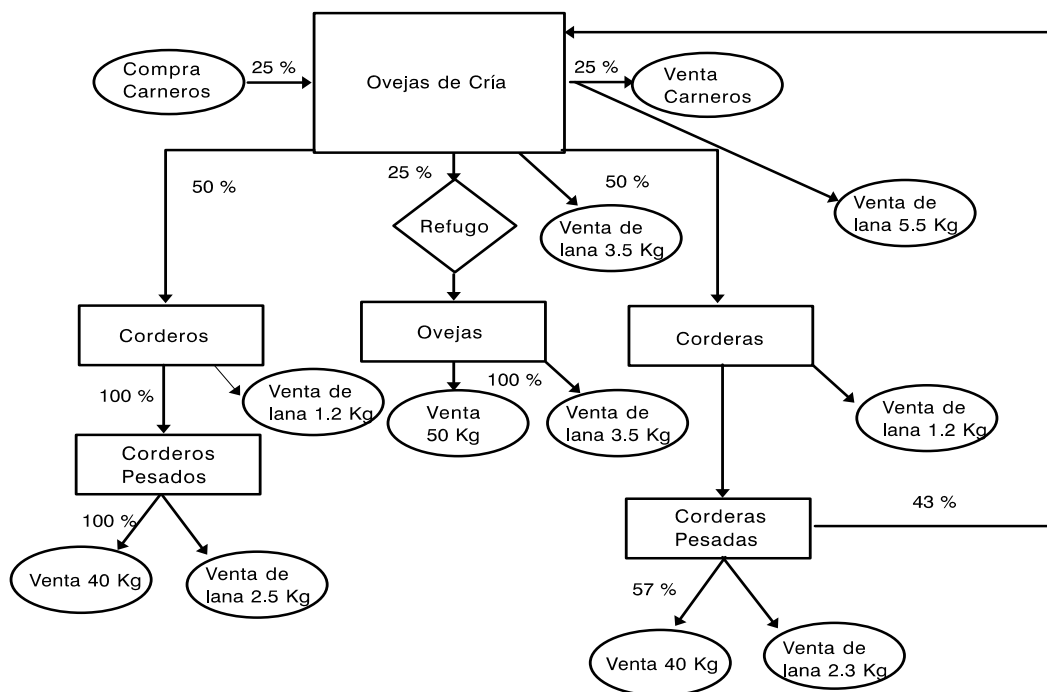 Compra
Carneros
25 %
Ovejas de Cría
25 %
Venta
Carneros
50 %
25 %
50 %
Refugo
Venta de
lana 3.5 Kg
Venta de
lana 5.5 Kg
Corderos
Ovejas
Corderas
100 %
Venta de
lana 1.2 Kg
100 %
Venta
50 Kg
Venta de
lana 3.5 Kg
Venta de
lana 1.2 Kg
Corderos
Pesados
Corderas
Pesadas
43 %
100 %
Venta 40 Kg
Venta de
lana 2.5 Kg
57 %
Venta 40 Kg
Venta de
lana 2.3 Kg